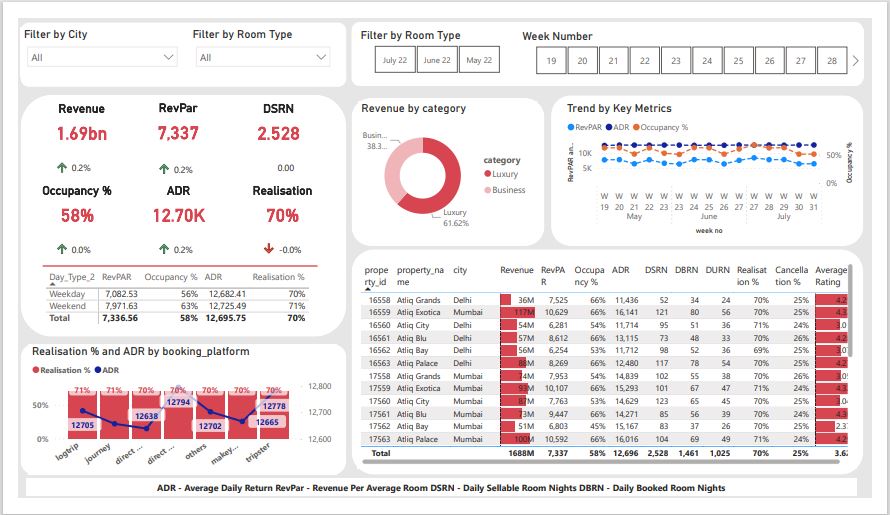 Filter by City
Filter by Room Type
All
All
Filter by Room Type
Week Number
July 22 June 22 May 22
19 20 21 22 23 24 25 26 27 28
Revenue RevPar DSRN
1.69bn 7,337 2.528
0.2% 0.2% 0.00
Occupancy % ADR Realisation
58% 12.70K 70%
0.0% 0.2% -0.0%
Day_Type_2 RevPAR Occupancy % ADR Realisation %
Weekday 7,082.53 56% 12,682.41 70%
Weekend 7,971.63 63% 12,725.49 71%
Total 7,336.56 58% 12,695.75 70%
Revenue by category
Busin...
38.3...
Luxury
61.62%
category
Luxury
Business
Trend by Key Metrics
RevPAR ADR Occupancy %
RevPAR an...
10K
5K
50%
0%
Occupancy %
W W W W W W W W W W W W W
19 20 21 22 23 24 25 26 27 28 29 30 31
May June July
week no
Realisation % and ADR by booking_platform
Realisation % ADR
71% 71% 70% 70% 70% 70% 70%
50%
0%
12,800
12,700
12,600
12705 12638 12794 12702 12665 12778
logtrip journey direct ... direct ... others makey... tripster
prope property_na city Revenue RevPA Occupa ADR DSRN DBRN DURN Realisat Cancella Average
rty_id me R ncy % ion % tion % Rating
16558 Atliq Grands Delhi 36M 7,525 66% 11,436 52 34 24 70% 25% 4.2
16559 Atliq Exotica Mumbai 117M 10,629 66% 16,141 121 80 56 70% 25% 4.3
16560 Atliq City Delhi 54M 6,281 54% 11,714 95 51 36 71% 24% 3.0
16561 Atliq Blu Delhi 57M 8,612 66% 13,115 73 48 33 70% 26% 4.2
16562 Atliq Bay Delhi 56M 6,254 53% 11,712 98 52 36 69% 25% 3.0
16563 Atliq Palace Delhi 88M 8,269 66% 12,480 117 78 54 70% 25% 4.2
17558 Atliq Grands Mumbai 74M 7,953 54% 14,839 102 55 38 70% 26% 3.0
17559 Atliq Exotica Mumbai 93M 10,107 66% 15,293 101 67 47 71% 24% 4.3
17560 Atliq City Mumbai 87M 7,763 53% 14,629 123 65 45 70% 25% 3.0
17561 Atliq Blu Mumbai 73M 9,447 66% 14,271 85 56 39 70% 24% 4.3
17562 Atliq Bay Mumbai 51M 6,803 45% 15,167 83 37 26 70% 25% 2.3
17563 Atliq Palace Mumbai 100M 10,592 66% 16,016 104 69 49 71% 24% 4.2
Total 1688M 7,337 58% 12,696 2,528 1,461 1,025 70% 25% 3.62
ADR - Average Daily Return RevPar - Revenue Per Average Room DSRN - Daily Sellable Room Nights DBRN - Daily Booked Room Nights